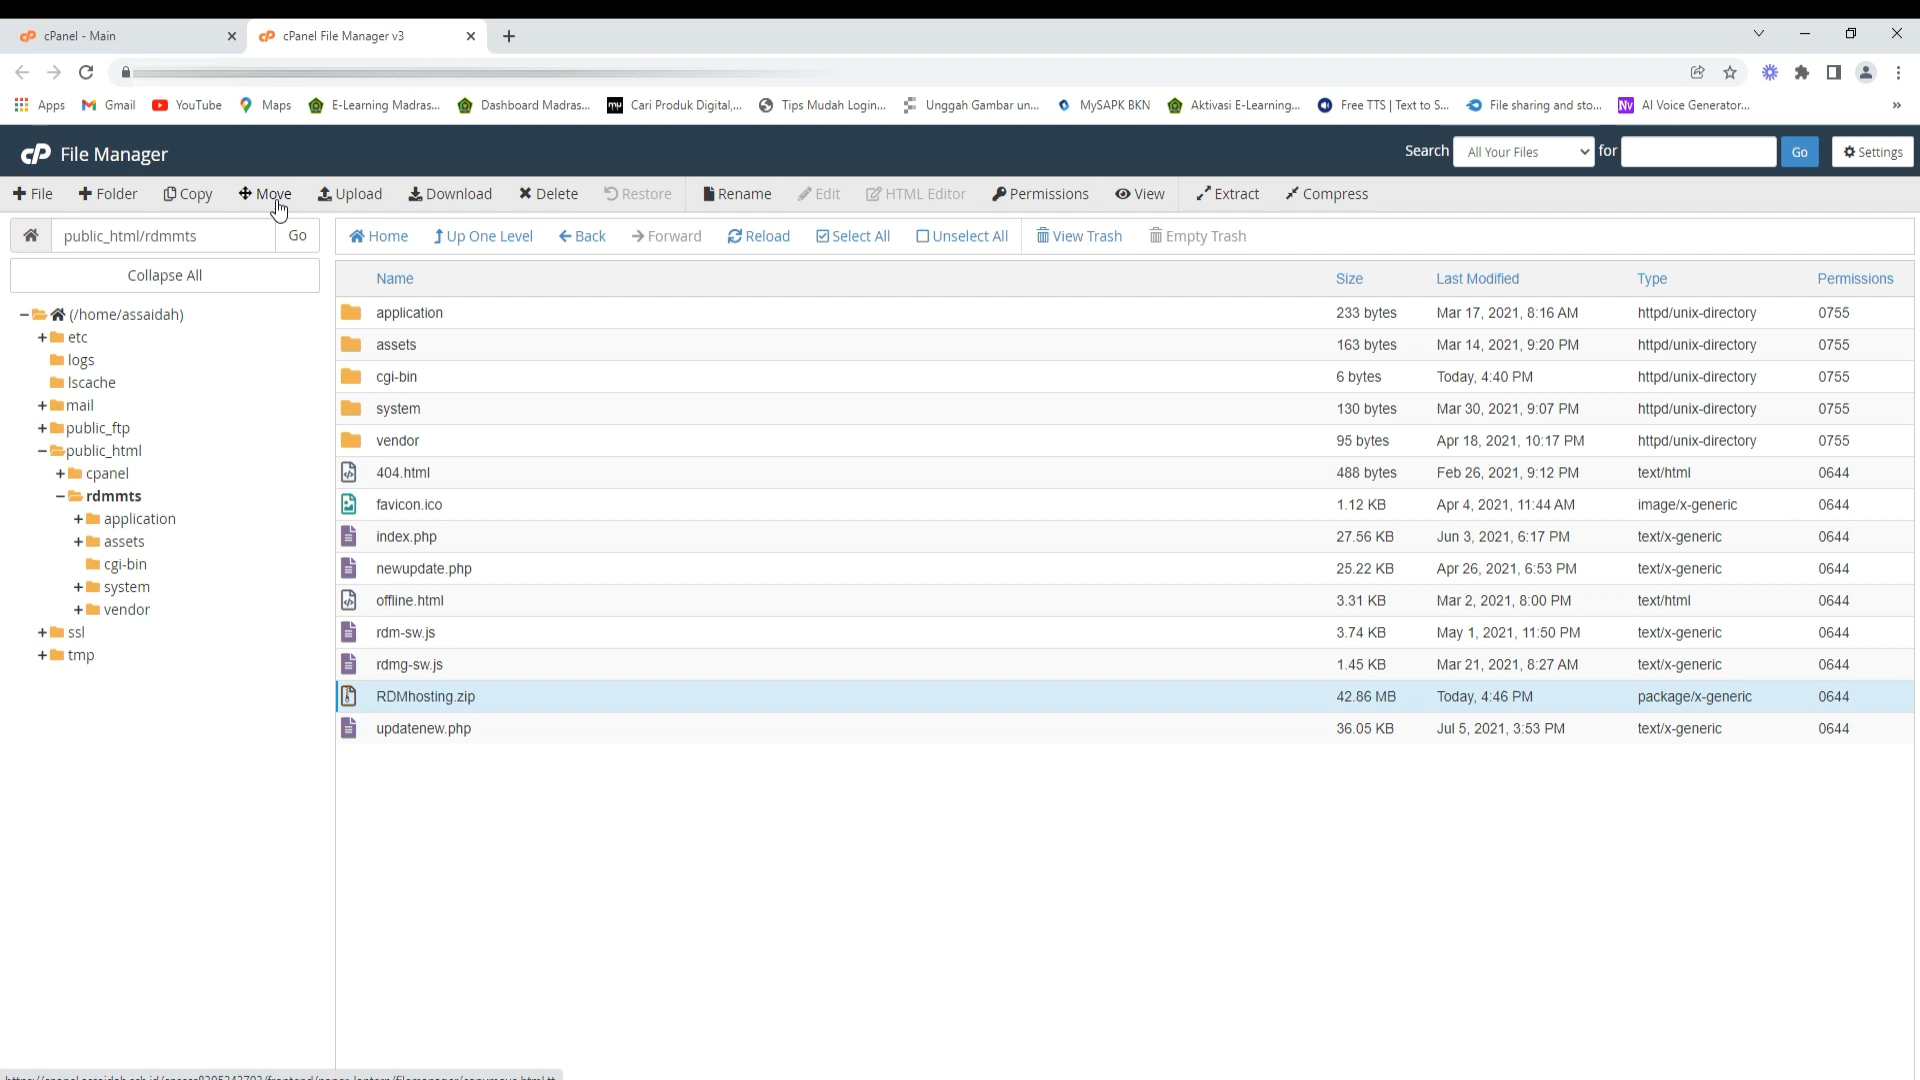 cPanel - Main
cPanel File Manager v3
Apps Gmail YouTube Maps E-Learning Madras... Dashboard Madras... Cari Produk Digital,... Tips Mudah Login... Unggah Gambar un... MySAPK BKN Aktivasi E-Learning... Free TTS | Text to S... File sharing and sto... AI Voice Generator... »
cP File Manager
Search All Your Files for Go Settings
File Folder Copy Move Upload Download Delete Restore Rename Edit HTML Editor Permissions View Extract Compress
public_html/rdmmts Go Home Up One Level Back Forward Reload Select All Unselect All View Trash Empty Trash
Collapse All
(/home/assaidah)
etc
logs
lscache
mail
public_ftp
public_html
cpanel
rdmmts
application
assets
cgi-bin
system
vendor
ssl
tmp
Name Size Last Modified Type Permissions
application 233 bytes Mar 17, 2021, 8:16 AM httpd/unix-directory 0755
assets 163 bytes Mar 14, 2021, 9:20 PM httpd/unix-directory 0755
cgi-bin 6 bytes Today, 4:40 PM httpd/unix-directory 0755
system 130 bytes Mar 30, 2021, 9:07 PM httpd/unix-directory 0755
vendor 95 bytes Apr 18, 2021, 10:17 PM httpd/unix-directory 0755
404.html 488 bytes Feb 26, 2021, 9:12 PM text/html 0644
favicon.ico 1.12 KB Apr 4, 2021, 11:44 AM image/x-generic 0644
index.php 27.56 KB Jun 3, 2021, 6:17 PM text/x-generic 0644
newupdate.php 25.22 KB Apr 26, 2021, 6:53 PM text/x-generic 0644
offline.html 3.31 KB Mar 2, 2021, 8:00 PM text/html 0644
rdm-sw.js 3.74 KB May 1, 2021, 11:50 PM text/x-generic 0644
rdmg-sw.js 1.45 KB Mar 21, 2021, 8:27 AM text/x-generic 0644
RDMhosting.zip 42.86 MB Today, 4:46 PM package/x-generic 0644
updatenew.php 36.05 KB Jul 5, 2021, 3:53 PM text/x-generic 0644